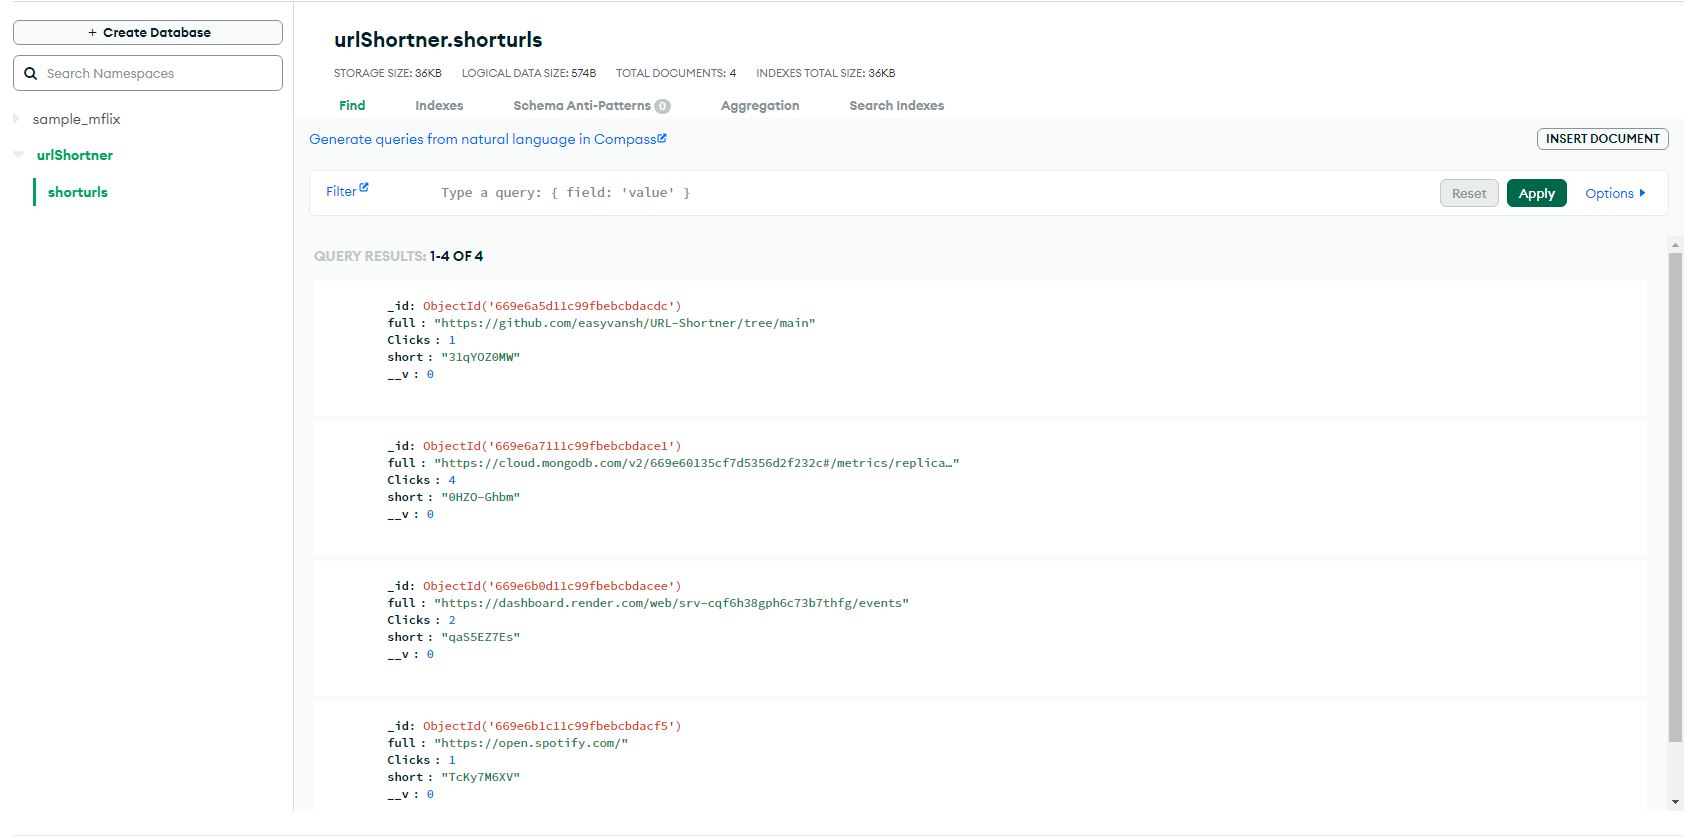 + Create Database
Search Namespaces
sample_mflix
urlShortner
shorturls
urlShortner.shorturls
STORAGE SIZE: 36KB LOGICAL DATA SIZE: 574B TOTAL DOCUMENTS: 4 INDEXES TOTAL SIZE: 36KB
Find Indexes Schema Anti-Patterns 0 Aggregation Search Indexes
Generate queries from natural language in Compass
INSERT DOCUMENT
Filter Type a query: { field: 'value' } Reset Apply Options
QUERY RESULTS: 1-4 OF 4
_id: ObjectId('669e6a5d11c99fbebcbdacdc')
full : "https://github.com/easyvansh/URL-Shortner/tree/main"
Clicks : 1
short : "31qYOZ0MW"
__v : 0
_id: ObjectId('669e6a7111c99fbebcbdace1')
full : "https://cloud.mongodb.com/v2/669e60135cf7d5356d2f232c#/metrics/replica…"
Clicks : 4
short : "0HZO-Ghbm"
__v : 0
_id: ObjectId('669e6b0d11c99fbebcbdacee')
full : "https://dashboard.render.com/web/srv-cqf6h38gph6c73b7thfg/events"
Clicks : 2
short : "qaS5EZ7Es"
__v : 0
_id: ObjectId('669e6b1c11c99fbebcbdacf5')
full : "https://open.spotify.com/"
Clicks : 1
short : "TcKy7M6XV"
__v : 0